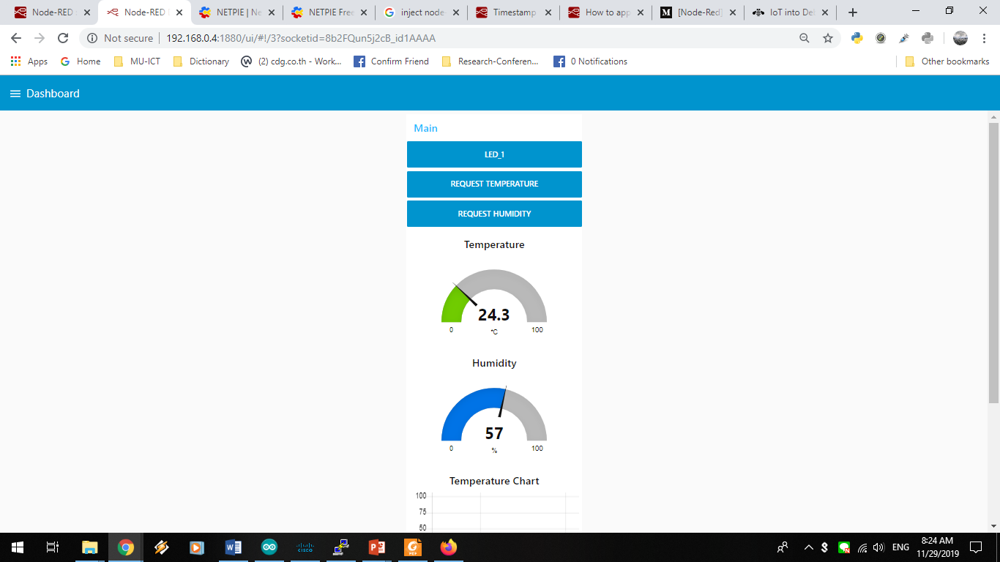 Node-RED
Node-RED
NETPIE | Ne
NETPIE Free
inject node
Timestamp
How to app
[Node-Red]
IoT into Del
Not secure
192.168.0.4:1880/ui/#!/3?socketid=8b2FQun5j2cB_id1AAAA
Apps
Home
MU-ICT
Dictionary
(2) cdg.co.th - Work...
Confirm Friend
Research-Conferen...
0 Notifications
Other bookmarks
Dashboard
Main
LED_1
REQUEST TEMPERATURE
REQUEST HUMIDITY
Temperature
24.3
0
°C
100
Humidity
57
0
%
100
Temperature Chart
100
75
50
ENG
8:24 AM
11/29/2019